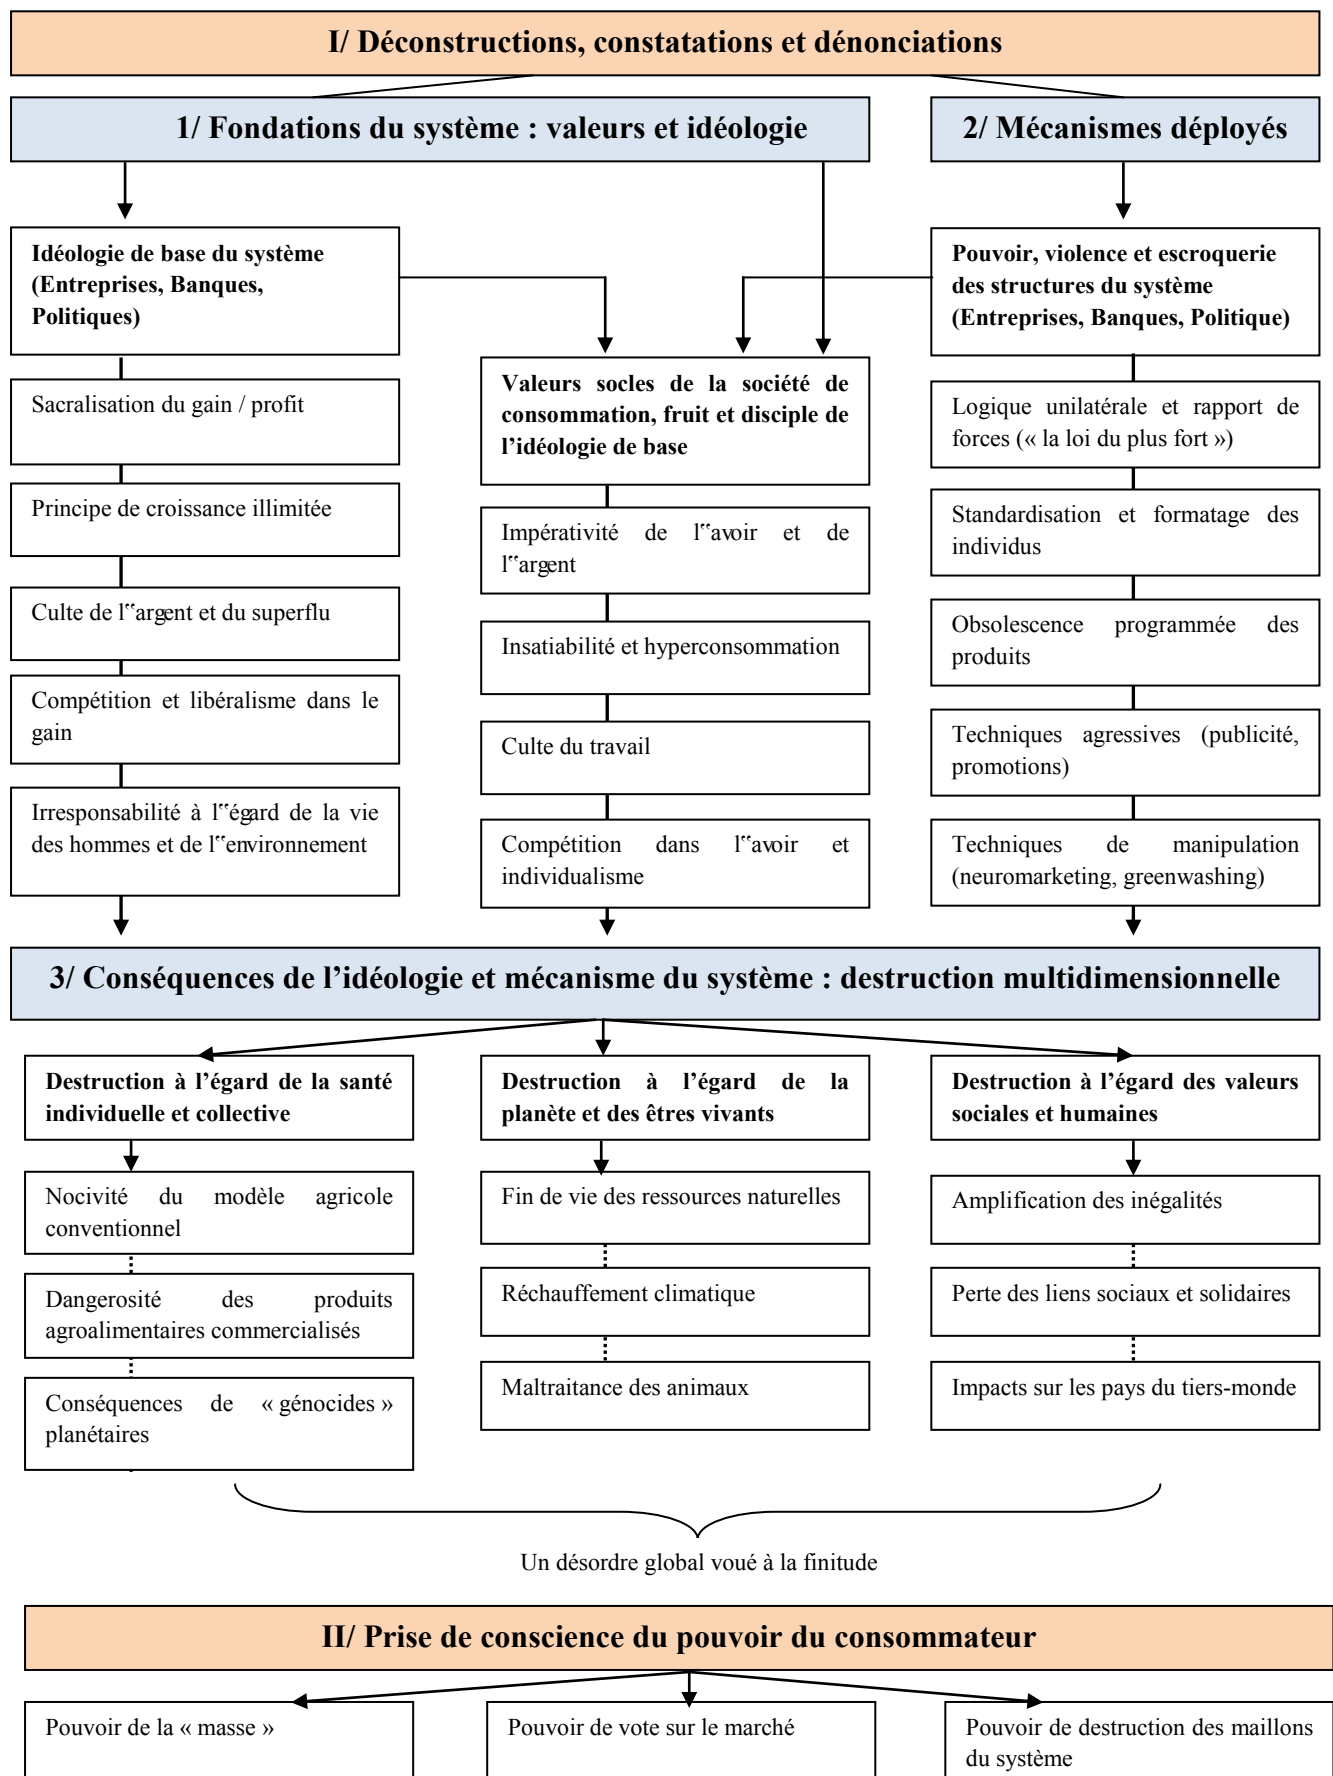 I/ Déconstructions, constatations et dénonciations
1/ Fondations du système : valeurs et idéologie
2/ Mécanismes déployés
Idéologie de base du système
(Entreprises, Banques,
Politiques)
Sacralisation du gain / profit
Principe de croissance illimitée
Culte de l‟argent et du superflu
Compétition et libéralisme dans le
gain
Irresponsabilité à l‟égard de la vie
des hommes et de l‟environnement
Valeurs socles de la société de
consommation, fruit et disciple de
l’idéologie de base
Impérativité de l‟avoir et de
l‟argent
Insatiabilité et hyperconsommation
Culte du travail
Compétition dans l‟avoir et
individualisme
Pouvoir, violence et escroquerie
des structures du système
(Entreprises, Banques, Politique)
Logique unilatérale et rapport de
forces (« la loi du plus fort »)
Standardisation et formatage des
individus
Obsolescence programmée des
produits
Techniques agressives (publicité,
promotions)
Techniques de manipulation
(neuromarketing, greenwashing)
3/ Conséquences de l’idéologie et mécanisme du système : destruction multidimensionnelle
Destruction à l’égard de la santé
individuelle et collective
Nocivité du modèle agricole
conventionnel
Dangerosité des produits
agroalimentaires commercialisés
Conséquences de « génocides »
planétaires
Destruction à l’égard de la
planète et des êtres vivants
Fin de vie des ressources naturelles
Réchauffement climatique
Maltraitance des animaux
Destruction à l’égard des valeurs
sociales et humaines
Amplification des inégalités
Perte des liens sociaux et solidaires
Impacts sur les pays du tiers-monde
Un désordre global voué à la finitude
II/ Prise de conscience du pouvoir du consommateur
Pouvoir de la « masse »
Pouvoir de vote sur le marché
Pouvoir de destruction des maillons
du système